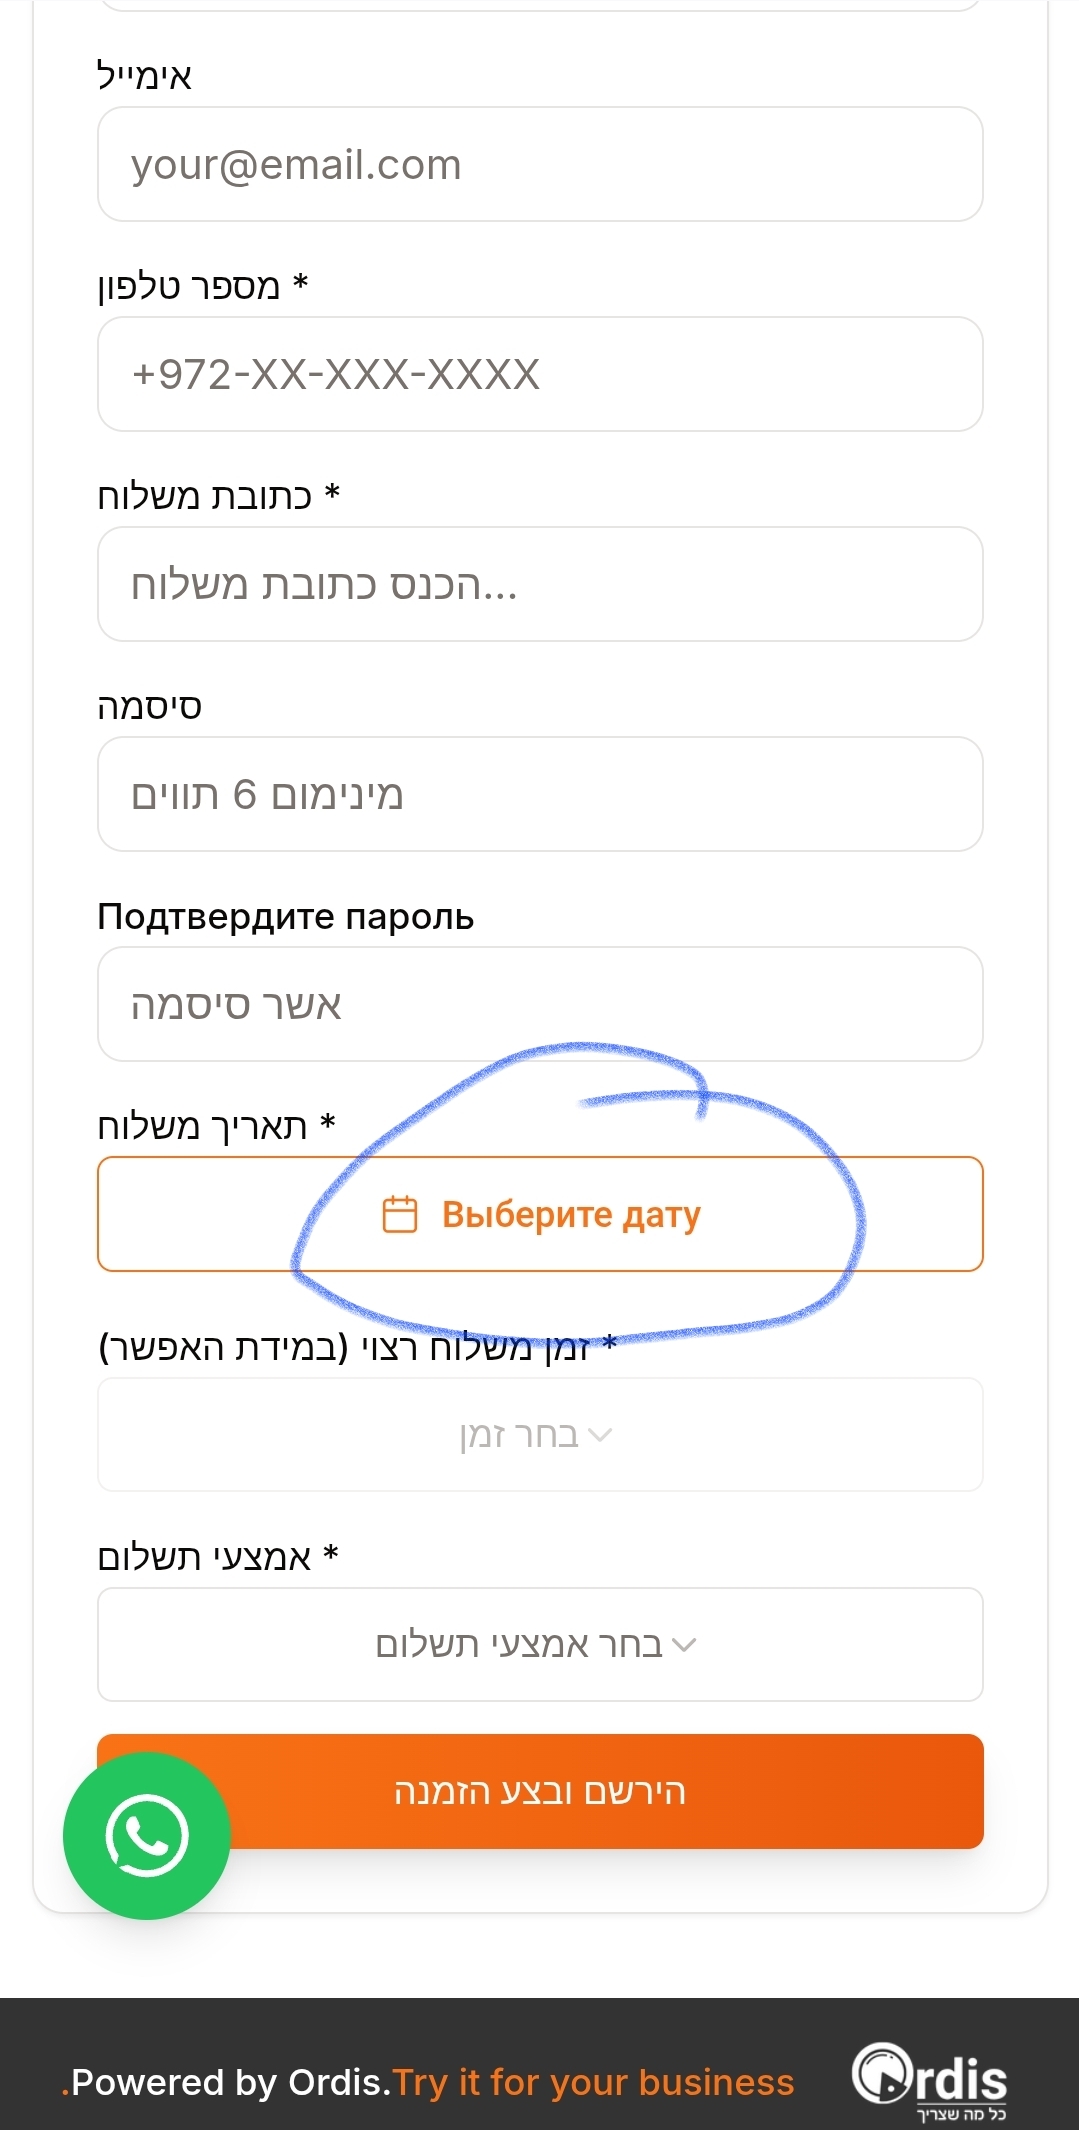 אימייל
your@email.com
מספר טלפון *
+972-XX-XXX-XXXX
כתובת משלוח *
הכנס כתובת משלוח...
סיסמה
מינימום 6 תווים
Подтвердите пароль
אשר סיסמה
תאריך משלוח *
Выберите дату
זמן משלוח רצוי (במידת האפשר) *
בחר זמן
אמצעי תשלום *
בחר אמצעי תשלום
הירשם ובצע הזמנה
.Powered by Ordis.Try it for your business
Ordis
כל מה שצריך